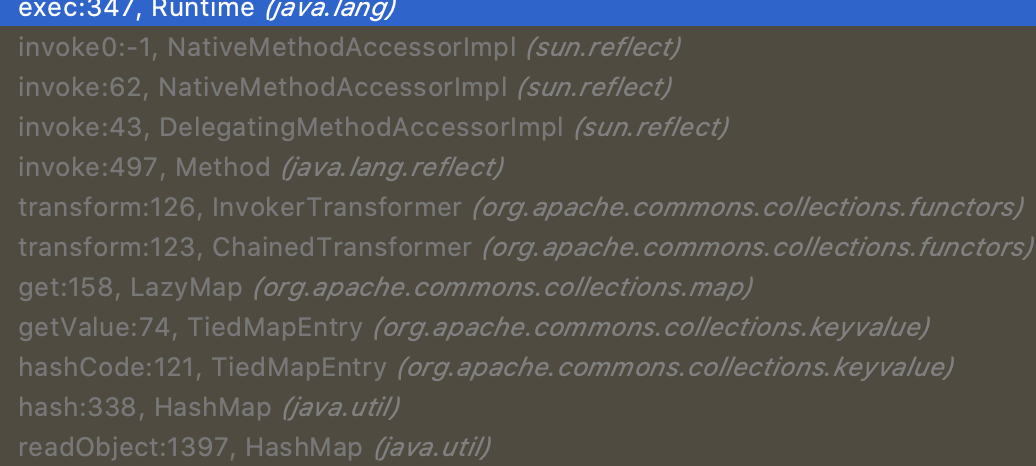 exec:347, Runtime (java.lang)
invoke0:-1, NativeMethodAccessorImpl (sun.reflect)
invoke:62, NativeMethodAccessorImpl (sun.reflect)
invoke:43, DelegatingMethodAccessorImpl (sun.reflect)
invoke:497, Method (java.lang.reflect)
transform:126, InvokerTransformer (org.apache.commons.collections.functors)
transform:123, ChainedTransformer (org.apache.commons.collections.functors)
get:158, LazyMap (org.apache.commons.collections.map)
getValue:74, TiedMapEntry (org.apache.commons.collections.keyvalue)
hashCode:121, TiedMapEntry (org.apache.commons.collections.keyvalue)
hash:338, HashMap (java.util)
readObject:1397, HashMap (java.util)